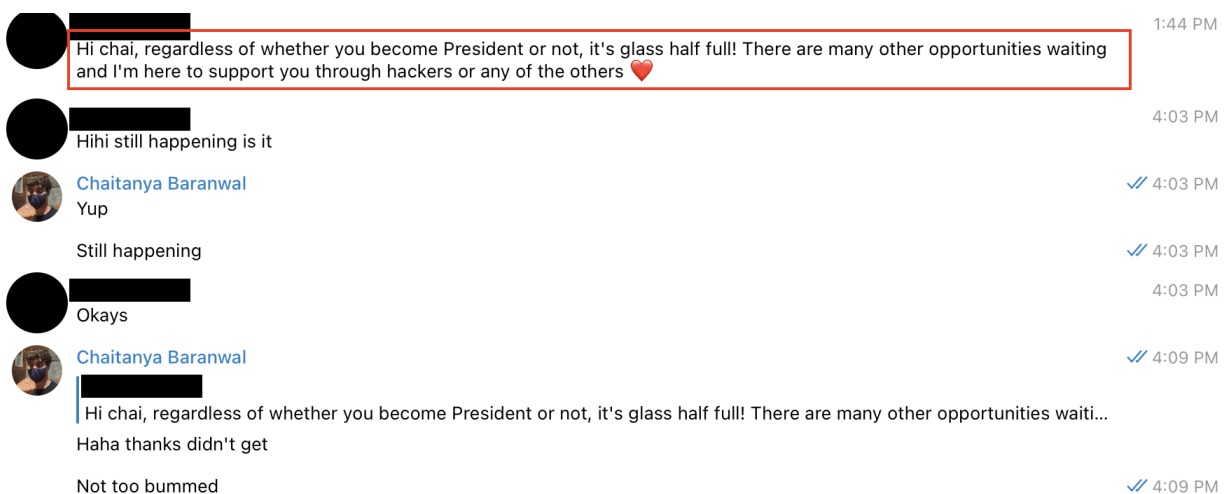 1:44 PM
Hi chai, regardless of whether you become President or not, it's glass half full! There are many other opportunities waiting
and I'm here to support you through hackers or any of the others ❤️
4:03 PM
Hihi still happening is it
Chaitanya Baranwal 4:03 PM
Yup
Still happening 4:03 PM
4:03 PM
Okays
Chaitanya Baranwal 4:09 PM
Hi chai, regardless of whether you become President or not, it's glass half full! There are many other opportunities waiti...
Haha thanks didn't get
Not too bummed 4:09 PM